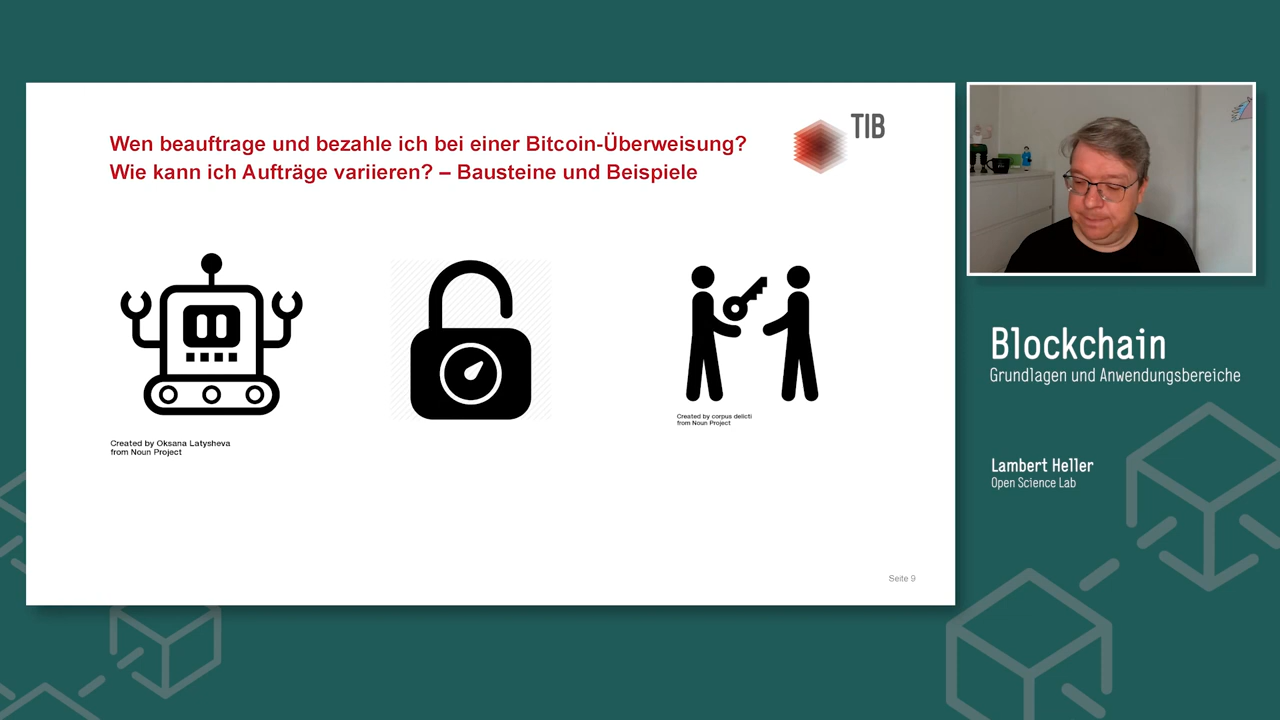 Wen beauftrage und bezahle ich bei einer Bitcoin-Überweisung?
Wie kann ich Aufträge variieren? – Bausteine und Beispiele
TIB
Created by Oksana Latysheva
from Noun Project
Created by corpus delicti
from Noun Project
Seite 9
Blockchain
Grundlagen und Anwendungsbereiche
Lambert Heller
Open Science Lab